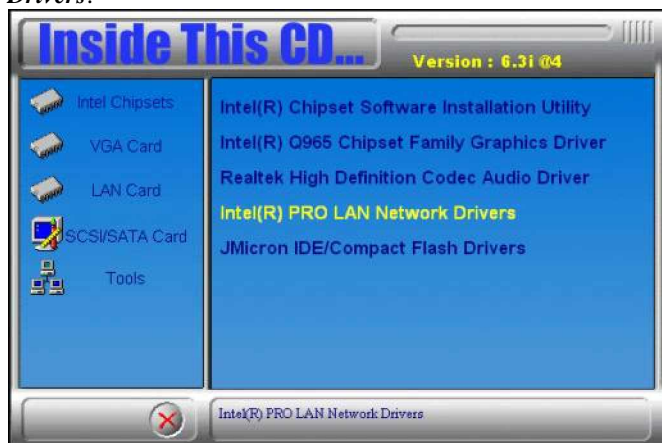 Drivers.
Inside This CD...
Version : 6.3i @4
Intel Chipsets
VGA Card
LAN Card
SCSI/SATA Card
Tools
Intel(R) Chipset Software Installation Utility
Intel(R) Q965 Chipset Family Graphics Driver
Realtek High Definition Codec Audio Driver
Intel(R) PRO LAN Network Drivers
JMicron IDE/Compact Flash Drivers
Intel(R) PRO LAN Network Drivers